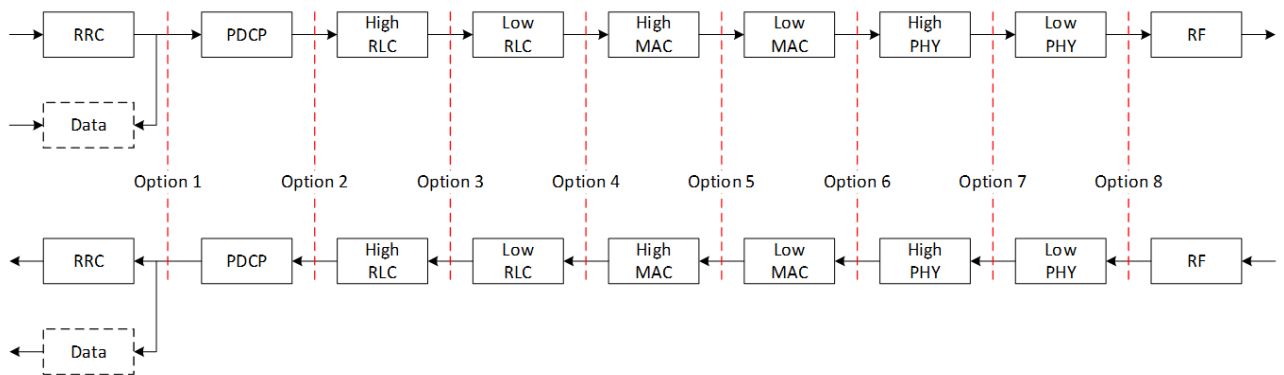 RRC
PDCP
High
RLC
Low
RLC
High
MAC
Low
MAC
High
PHY
Low
PHY
RF
Data
Option 1
Option 2
Option 3
Option 4
Option 5
Option 6
Option 7
Option 8
RRC
PDCP
High
RLC
Low
RLC
High
MAC
Low
MAC
High
PHY
Low
PHY
RF
Data